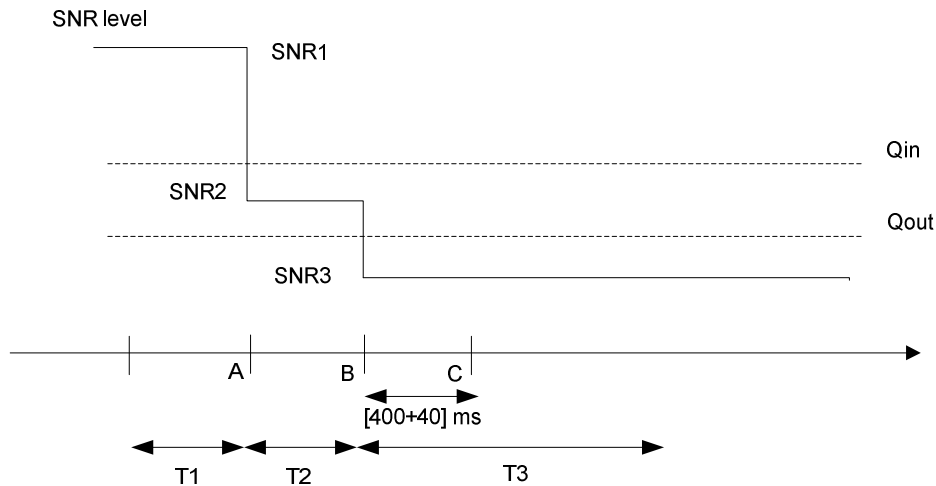 SNR level
SNR1
Qin
SNR2
Qout
SNR3
A B C
[400+40] ms
T1 T2 T3